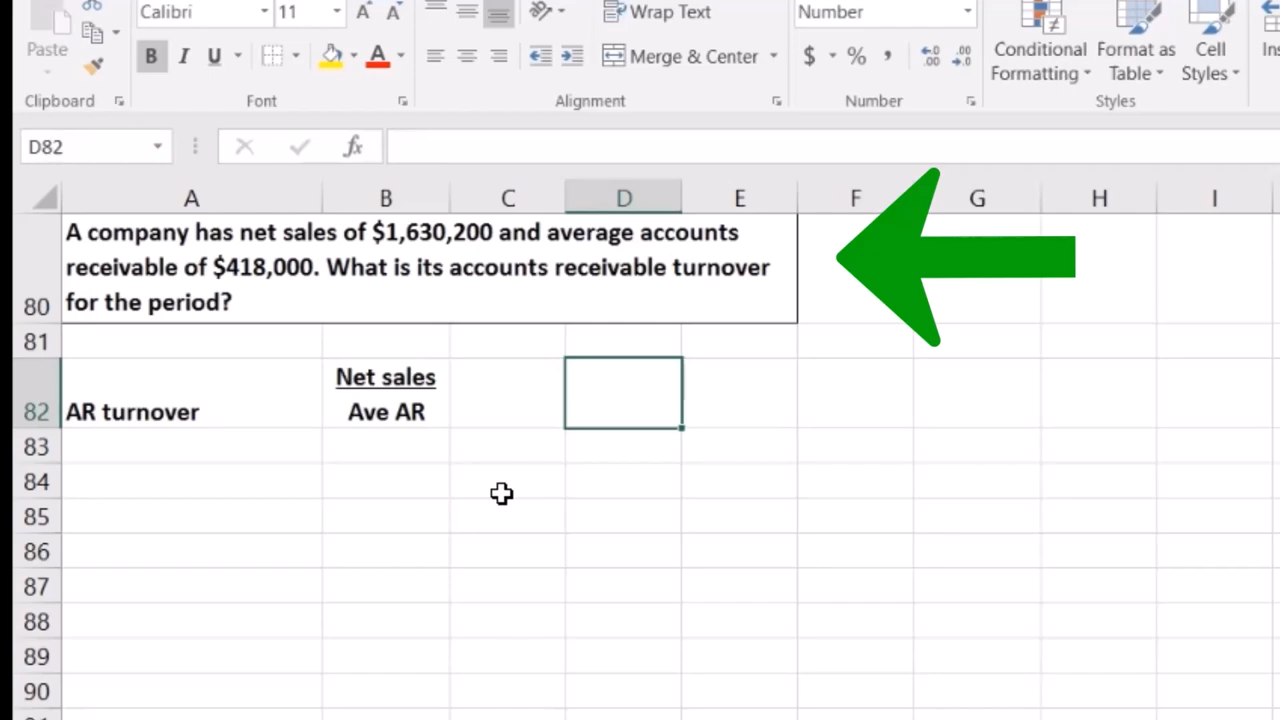 Calibri 11 A A Wrap Text Number
Paste B I U A Merge & Center $ % , Conditional Format as Cell
Formatting Table Styles
Clipboard Font Alignment Number Styles
D82 fx
A B C D E F G H I
A company has net sales of $1,630,200 and average accounts
receivable of $418,000. What is its accounts receivable turnover
80 for the period?
81
Net sales
82 AR turnover Ave AR
83
84
85
86
87
88
89
90